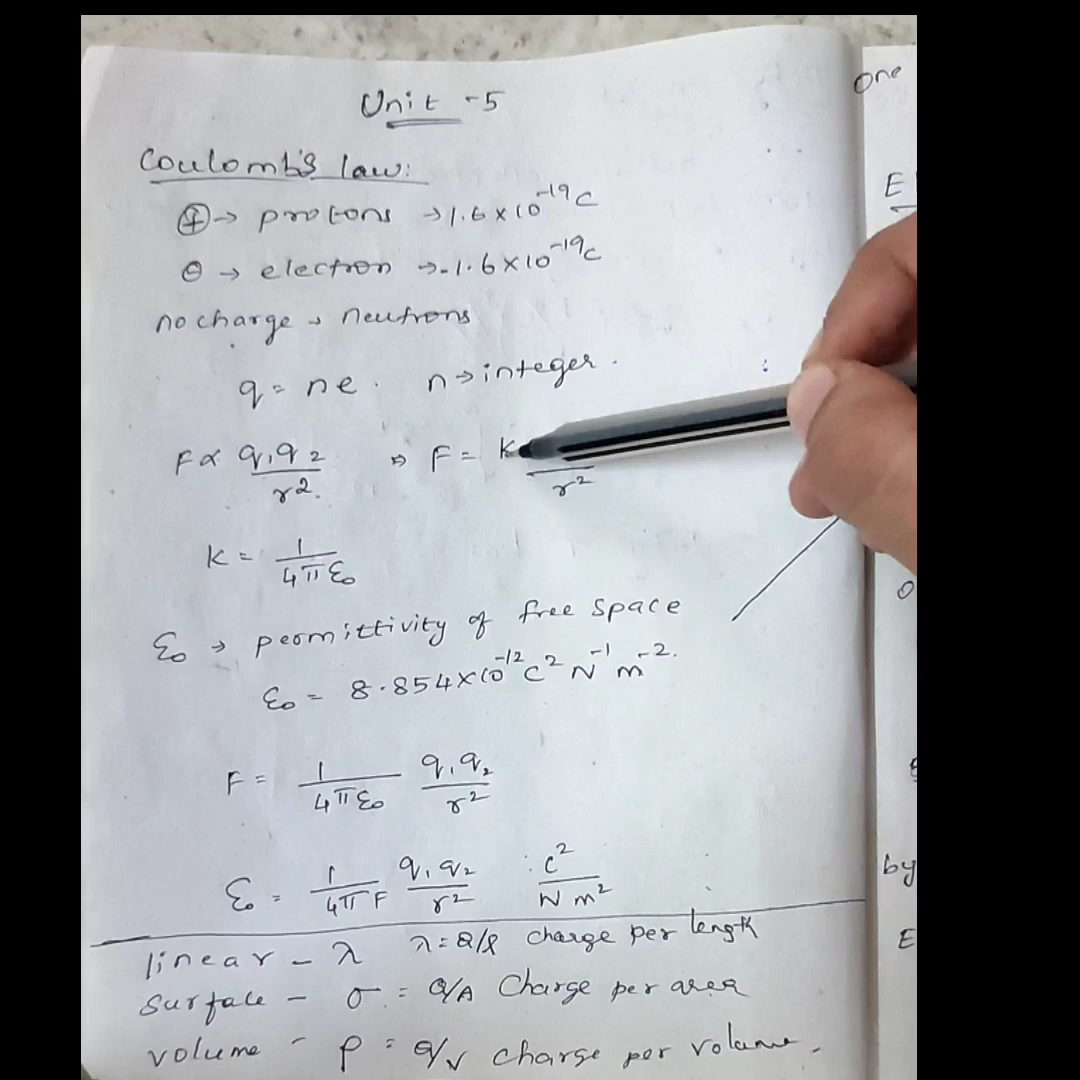 Unit - 5
Coulomb's law:
⊕→ protons → 1.6×10⁻¹⁹C
⊖ → electron → -1.6×10⁻¹⁹C
no charge → neutrons
q = ne. n→integer.
F∝ q₁q₂/r². ⇒ F = K /r²
K = 1/4πε₀
ε₀ → permittivity of free space
ε₀ = 8.854×10⁻¹² C² N⁻¹ m⁻².
F = 1/4πε₀ q₁q₂/r²
ε₀ = 1/4πF q₁q₂/r² C²/N m²
linear - λ λ = Q/l charge per length
surface - σ = Q/A Charge per area
volume - ρ = q/v charge per volume.
one
E
by
E